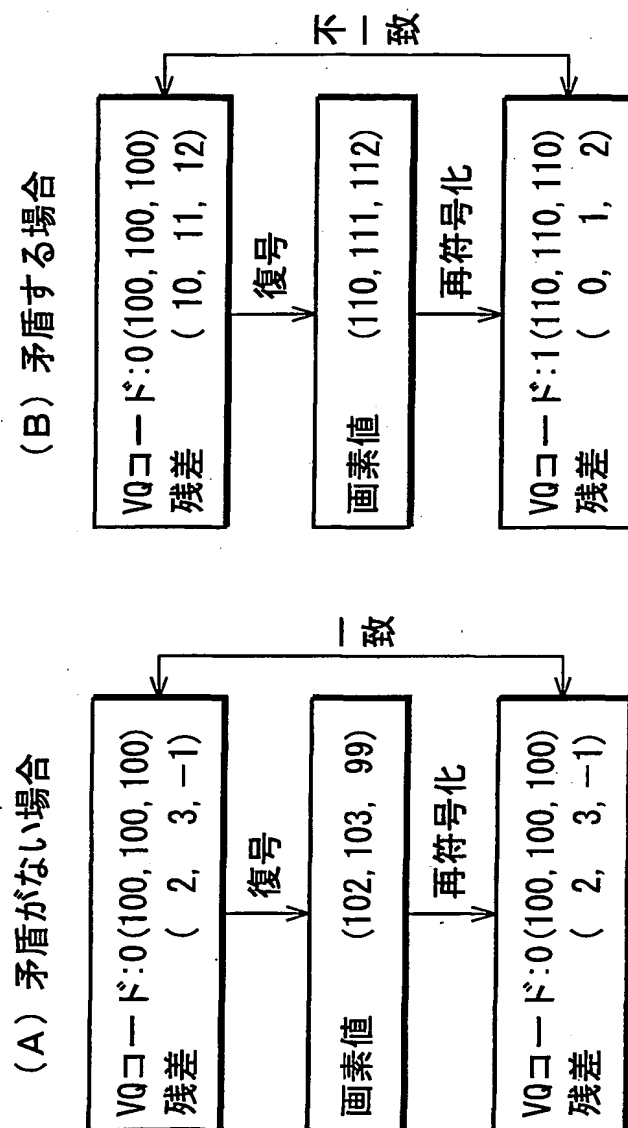 (A) 矛盾がない場合
VQコード:0(100,100,100)
残差 ( 2, 3,-1)
復号
画素値 (102,103, 99)
再符号化
VQコード:0(100,100,100)
残差 ( 2, 3,-1)
一致
(B) 矛盾する場合
VQコード:0(100,100,100)
残差 ( 10, 11, 12)
復号
画素値 (110,111,112)
再符号化
VQコード:1(110,110,110)
残差 ( 0, 1, 2)
不一致